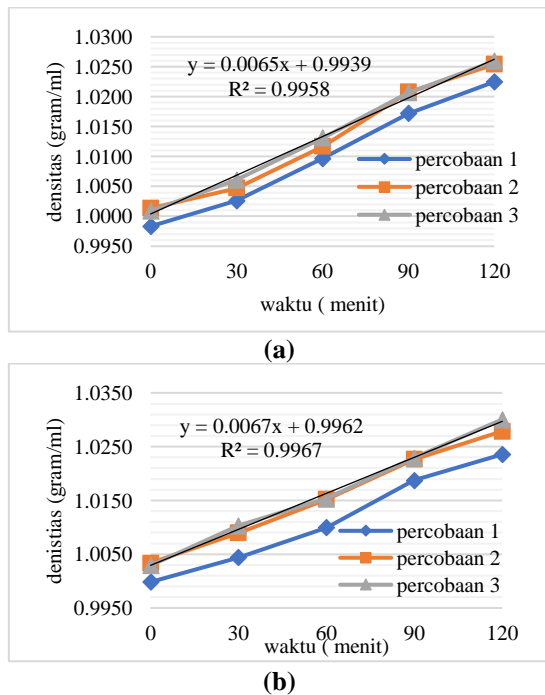 1.0300
1.0250
1.0200
1.0150
1.0100
1.0050
1.0000
0.9950
densitas (gram/ml)
y = 0.0065x + 0.9939
R² = 0.9958
percobaan 1
percobaan 2
percobaan 3
0 30 60 90 120
waktu ( menit)
(a)
1.0350
1.0250
1.0150
1.0050
0.9950
denistias (gram/ml)
y = 0.0067x + 0.9962
R² = 0.9967
percobaan 1
percobaan 2
percobaan 3
0 30 60 90 120
waktu ( menit)
(b)